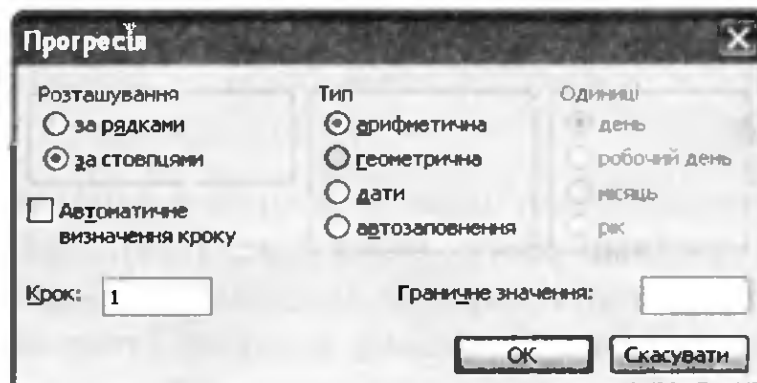 Прогресія
Розташування
за рядками
за стовпцями
Автоматичне
визначення кроку
Тип
арифметична
геометрична
дати
автозаповнення
Одиниці
день
робочий день
місяць
рік
Крок: 1
Граничне значення:
ОК
Скасувати